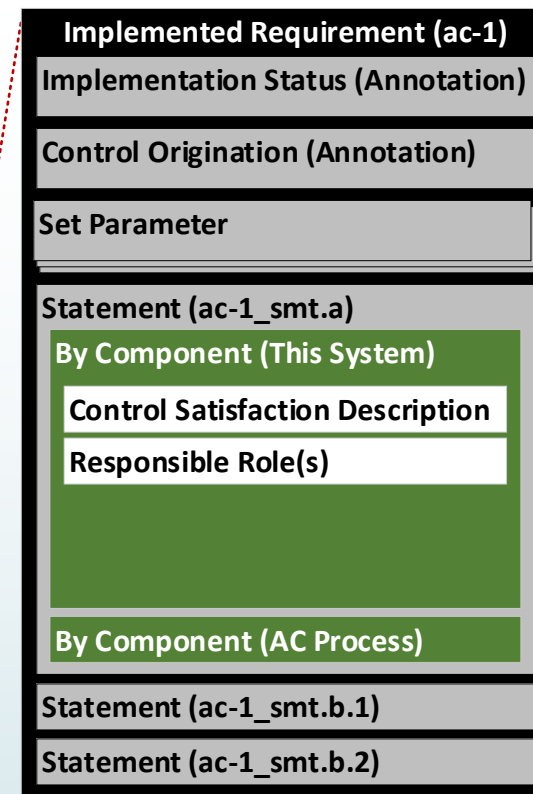 Implemented Requirement (ac-1)
Implementation Status (Annotation)
Control Origination (Annotation)
Set Parameter
Statement (ac-1_smt.a)
By Component (This System)
Control Satisfaction Description
Responsible Role(s)
By Component (AC Process)
Statement (ac-1_smt.b.1)
Statement (ac-1_smt.b.2)